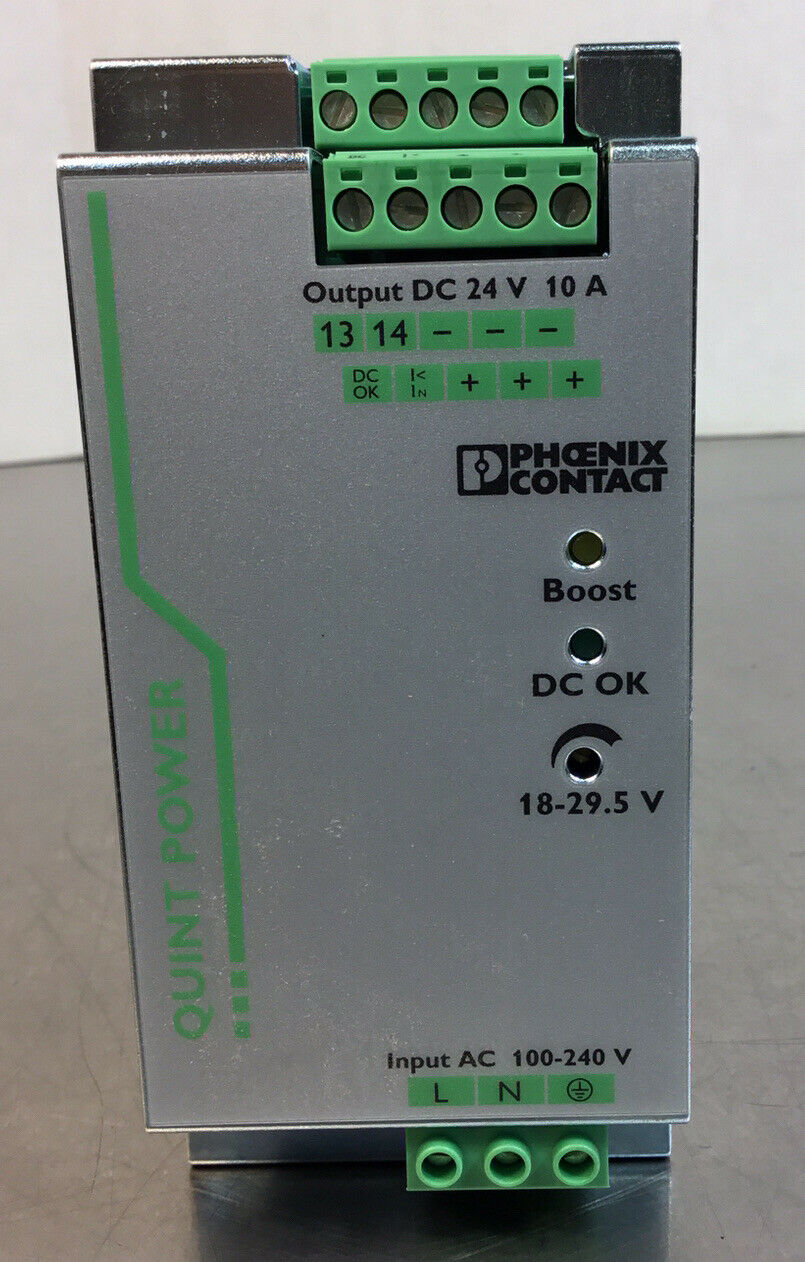 Output DC 24 V 10 A
13 14 − − −
DC OK I< IN + + +
PHŒNIX
CONTACT
Boost
DC OK
18-29.5 V
QUINT POWER
Input AC 100-240 V
L N